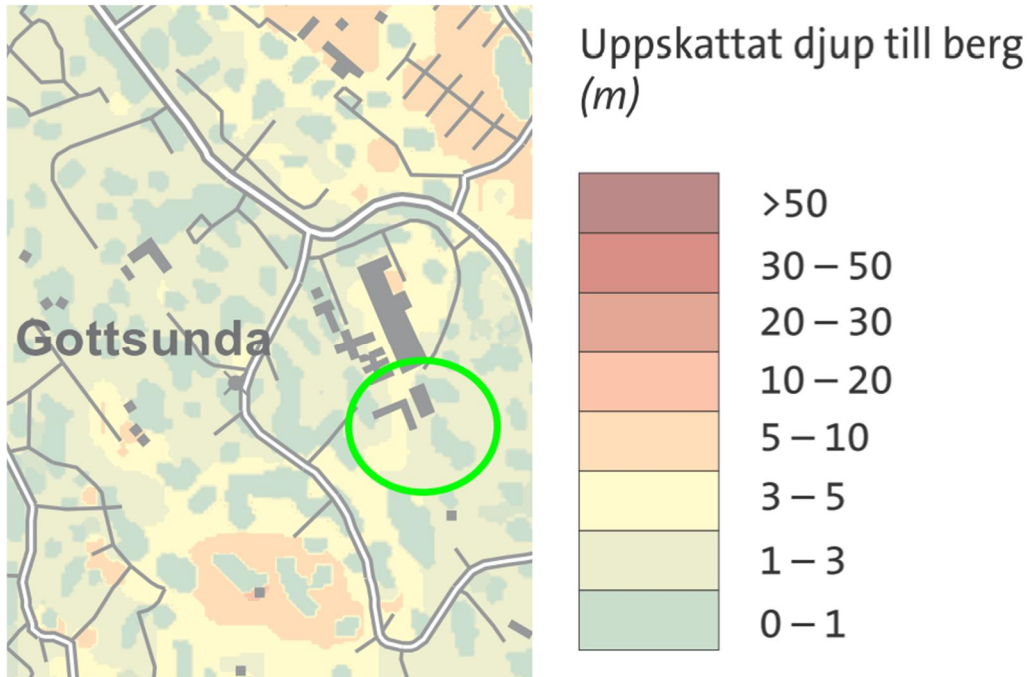 Uppskattat djup till berg
(m)
>50
30 – 50
20 – 30
10 – 20
5 – 10
3 – 5
1 – 3
0 – 1
Gottsunda